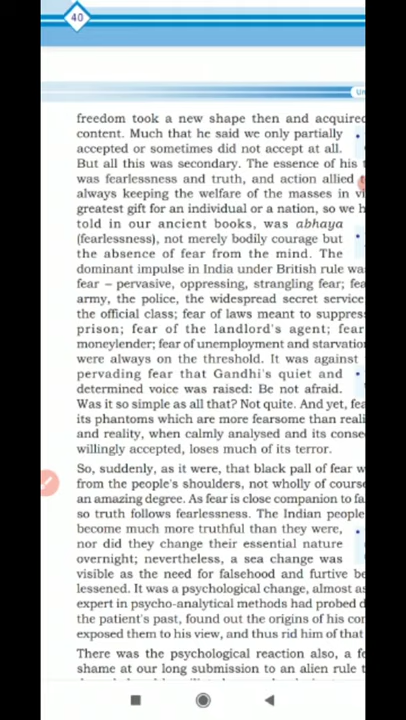 40
Un
freedom took a new shape then and acquired
content. Much that he said we only partially
accepted or sometimes did not accept at all.
But all this was secondary. The essence of his t
was fearlessness and truth, and action allied t
always keeping the welfare of the masses in vi
greatest gift for an individual or a nation, so we h
told in our ancient books, was abhaya
(fearlessness), not merely bodily courage but
the absence of fear from the mind. The
dominant impulse in India under British rule wa
fear – pervasive, oppressing, strangling fear; fea
army, the police, the widespread secret service
the official class; fear of laws meant to suppres
prison; fear of the landlord's agent; fear
moneylender; fear of unemployment and starvatio
were always on the threshold. It was against
pervading fear that Gandhi's quiet and
determined voice was raised: Be not afraid.
Was it so simple as all that? Not quite. And yet, fea
its phantoms which are more fearsome than reali
and reality, when calmly analysed and its conse
willingly accepted, loses much of its terror.
So, suddenly, as it were, that black pall of fear w
from the people's shoulders, not wholly of course
an amazing degree. As fear is close companion to fa
so truth follows fearlessness. The Indian people
become much more truthful than they were,
nor did they change their essential nature
overnight; nevertheless, a sea change was
visible as the need for falsehood and furtive be
lessened. It was a psychological change, almost as
expert in psycho-analytical methods had probed d
the patient's past, found out the origins of his con
exposed them to his view, and thus rid him of that
There was the psychological reaction also, a fe
shame at our long submission to an alien rule t